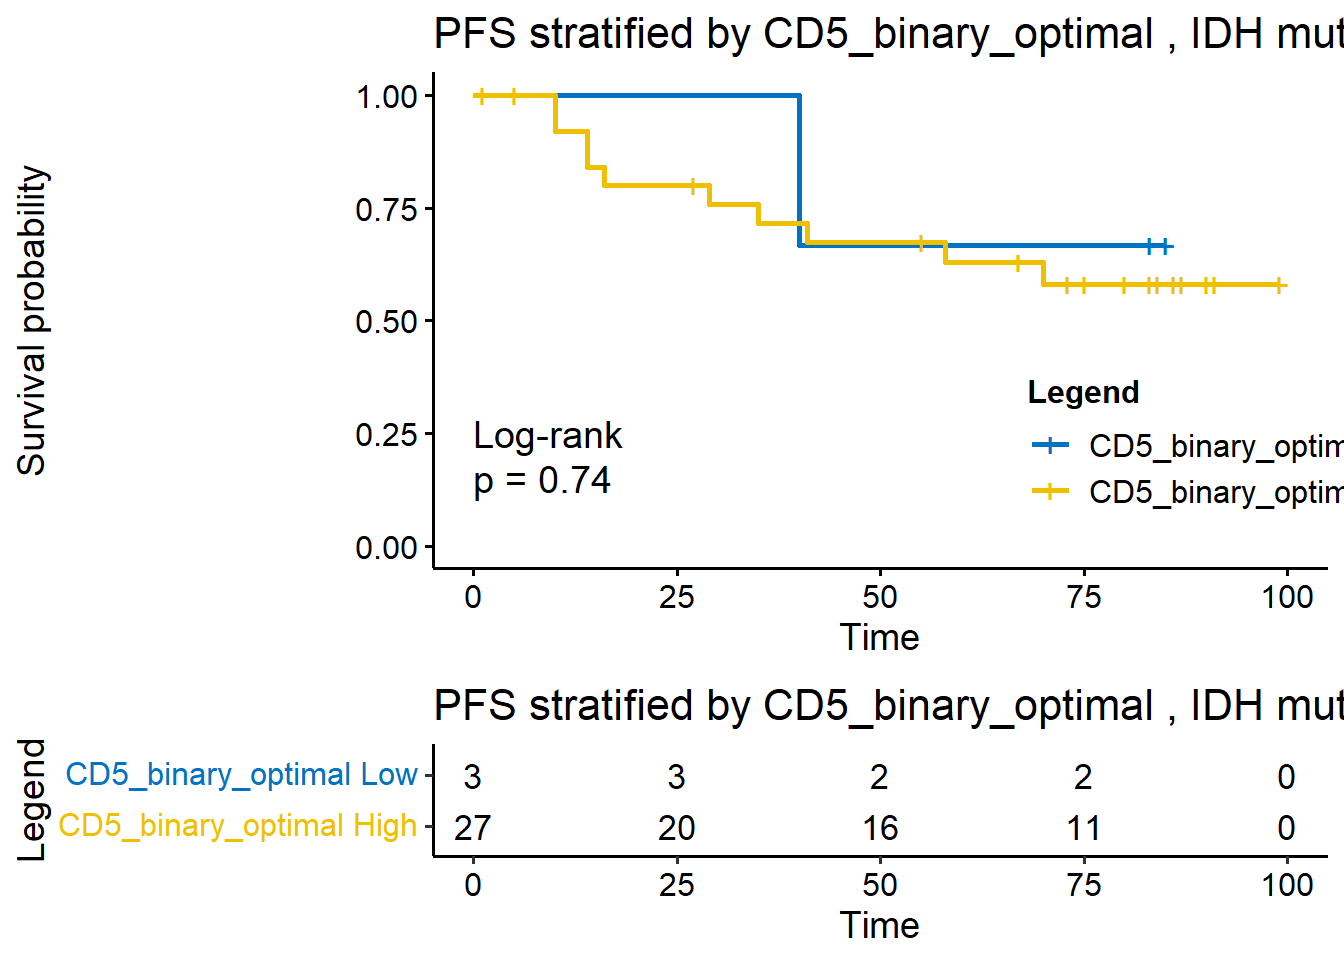 PFS stratified by CD5_binary_optimal , IDH mut
Survival probability
1.00
0.75
0.50
0.25
0.00
Log-rank
p = 0.74
Legend
CD5_binary_optim
CD5_binary_optim
0 25 50 75 100
Time
PFS stratified by CD5_binary_optimal , IDH mut
Legend
CD5_binary_optimal Low 3 3 2 2 0
CD5_binary_optimal High 27 20 16 11 0
0 25 50 75 100
Time